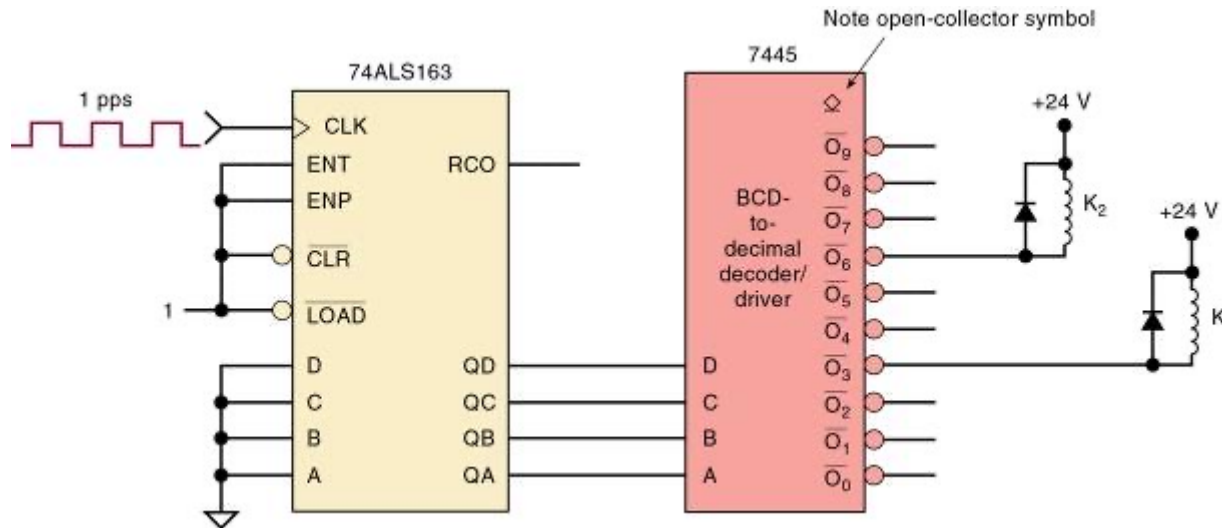 Note open-collector symbol
74ALS163
7445
1 pps
CLK
ENT
RCO
ENP
CLR
1
LOAD
D
QD
C
QC
B
QB
A
QA
BCD-
to-
decimal
decoder/
driver
D
C
B
A
O9
O8
O7
O6
O5
O4
O3
O2
O1
O0
+24 V
K2
+24 V
K